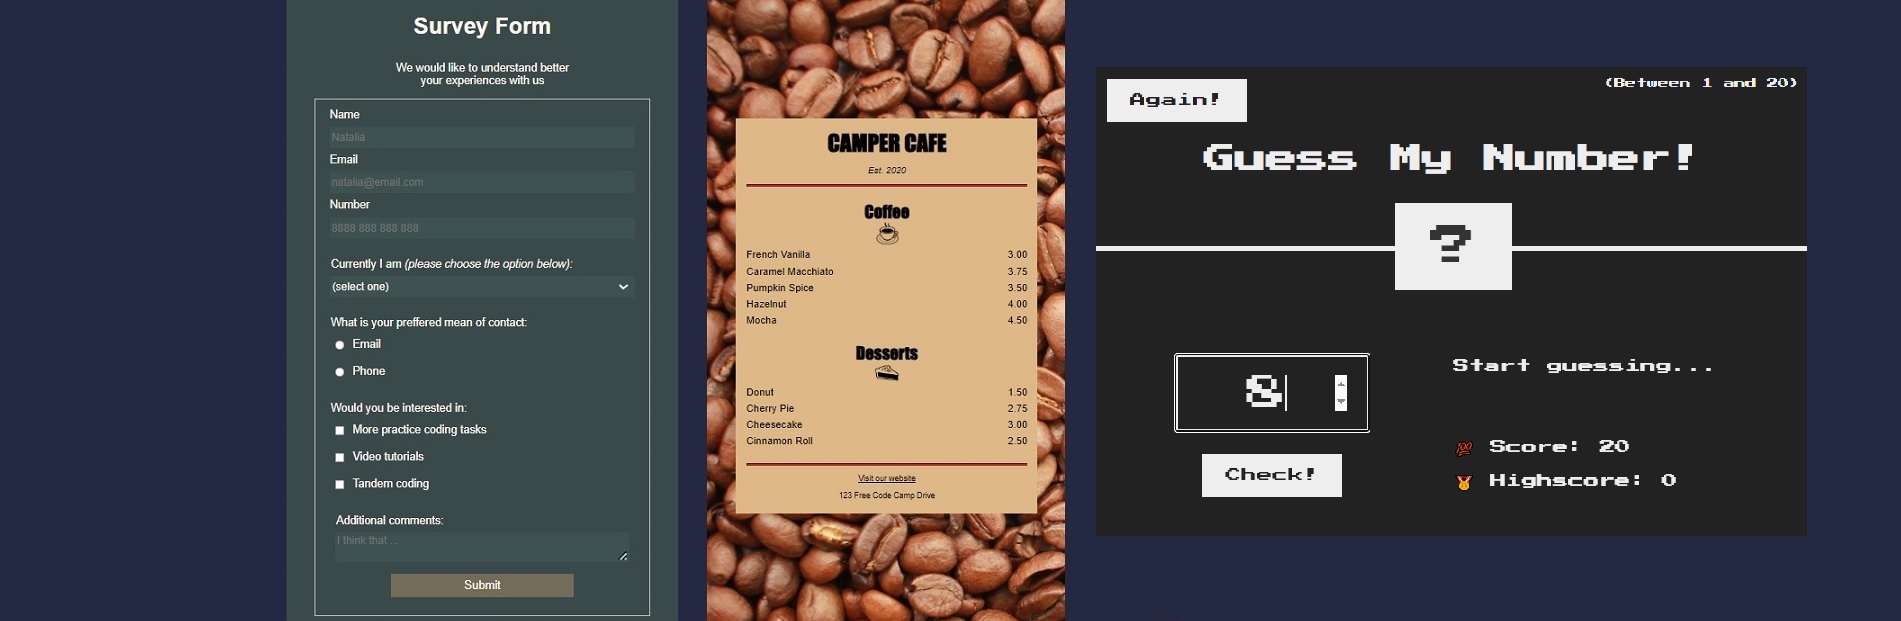 Survey Form
We would like to understand better
your experiences with us
Name
Natalia
Email
natalia@email.com
Number
8888 888 888 888
Currently I am (please choose the option below):
(select one)
What is your preffered mean of contact:
Email
Phone
Would you be interested in:
More practice coding tasks
Video tutorials
Tandem coding
Additional comments:
I think that ...
Submit
CAMPER CAFE
Est. 2020
Coffee
French Vanilla 3.00
Caramel Macchiato 3.75
Pumpkin Spice 3.50
Hazelnut 4.00
Mocha 4.50
Desserts
Donut 1.50
Cherry Pie 2.75
Cheesecake 3.00
Cinnamon Roll 2.50
Visit our website
123 Free Code Camp Drive
(Between 1 and 20)
Again!
Guess My Number!
?
Start guessing...
8
💯 Score: 20
Check!
🥇 Highscore: 0